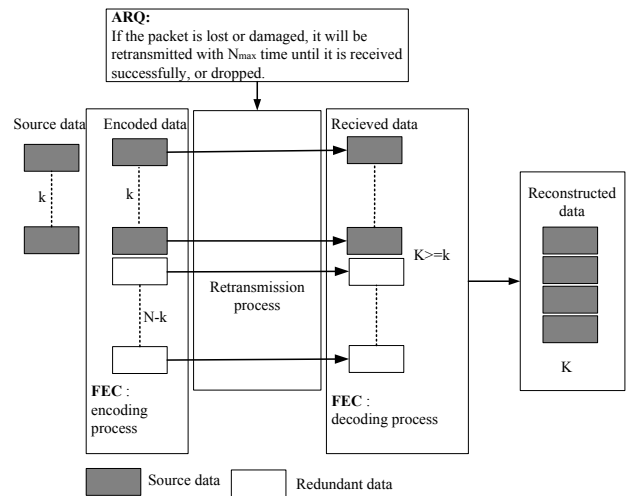 ARQ:
If the packet is lost or damaged, it will be
retransmitted with Nmax time until it is received
successfully, or dropped.
Source data
Encoded data
Recieved data
k
k
Reconstructed
data
K>=k
Retransmission
process
N-k
K
FEC :
encoding
process
FEC :
decoding process
Source data
Redundant data